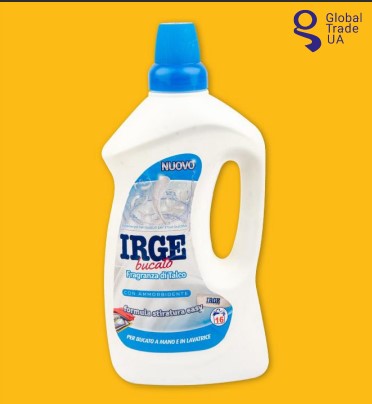 Global
Trade
UA
NUOVO
IRGE
bucato
Fragranza di Talco
CON AMMORBIDENTE
formula stiratura easy
IRGE
16
PER BUCATO A MANO E IN LAVATRICE